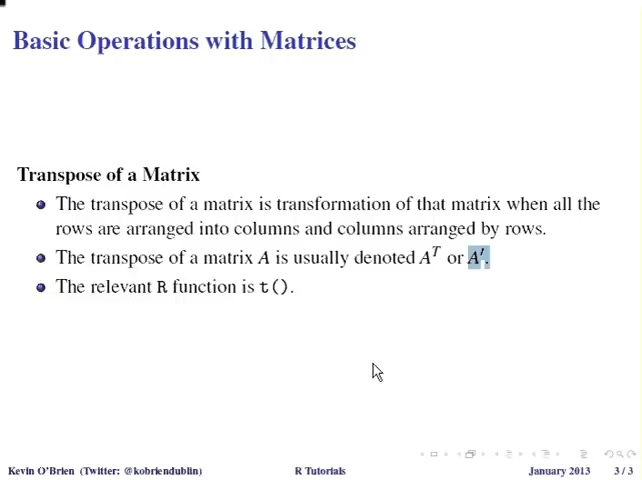 Basic Operations with Matrices
Transpose of a Matrix
The transpose of a matrix is transformation of that matrix when all the
rows are arranged into columns and columns arranged by rows.
The transpose of a matrix A is usually denoted Aᵀ or A′.
The relevant R function is t().
Kevin O'Brien (Twitter: @kobriendublin) R Tutorials January 2013 3 / 3